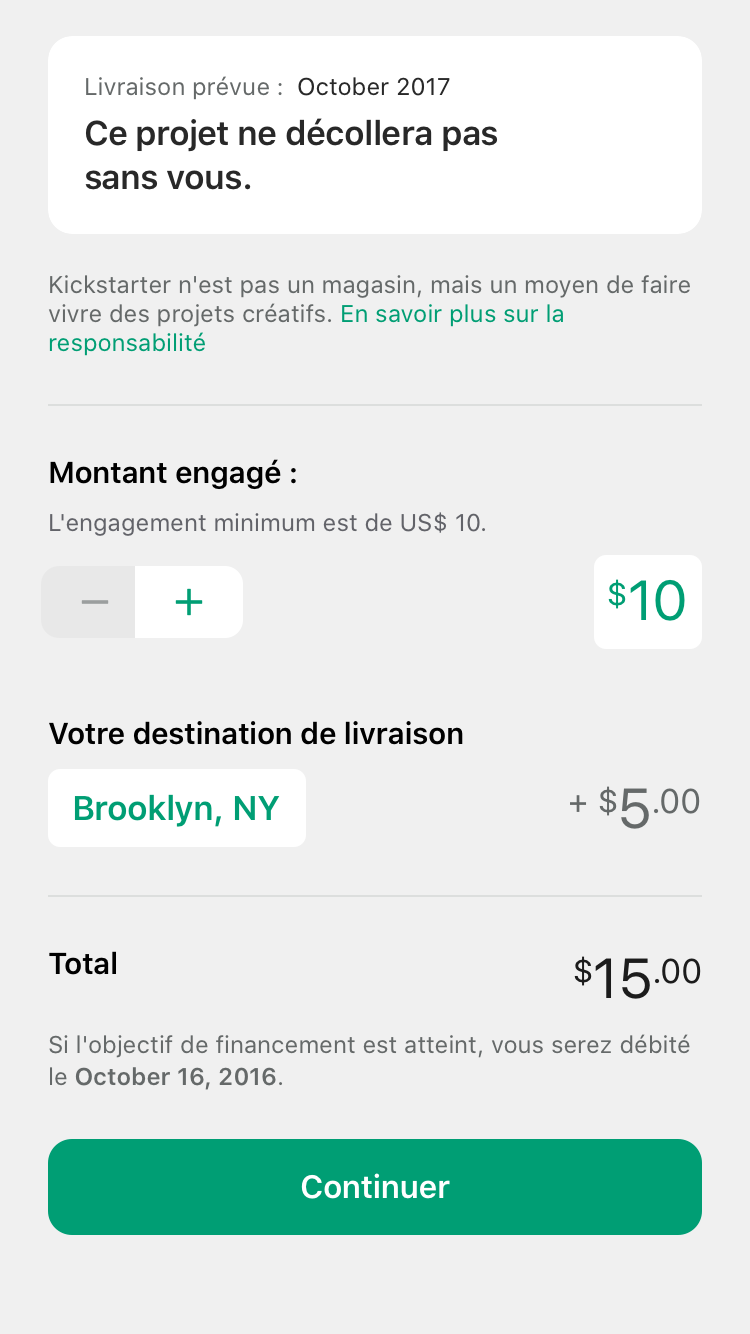 Livraison prévue : October 2017
Ce projet ne décollera pas
sans vous.
Kickstarter n'est pas un magasin, mais un moyen de faire
vivre des projets créatifs. En savoir plus sur la
responsabilité
Montant engagé :
L'engagement minimum est de US$ 10.
− + $10
Votre destination de livraison
Brooklyn, NY + $5.00
Total $15.00
Si l'objectif de financement est atteint, vous serez débité
le October 16, 2016.
Continuer